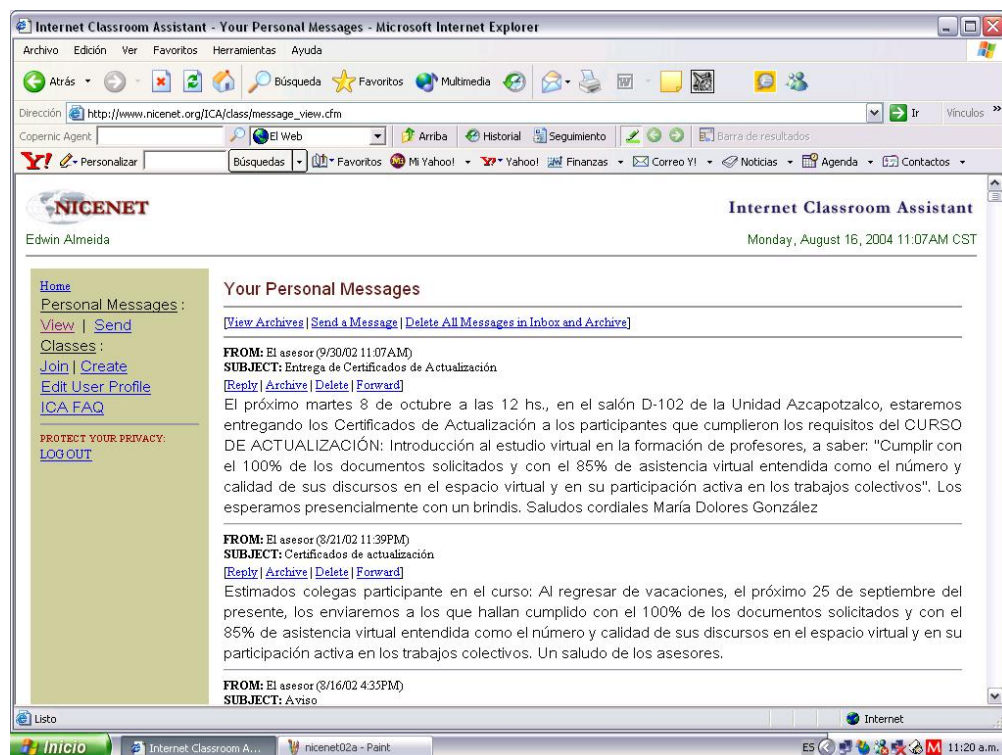 Internet Classroom Assistant - Your Personal Messages - Microsoft Internet Explorer
Archivo Edición Ver Favoritos Herramientas Ayuda
Atrás Búsqueda Favoritos Multimedia
Dirección http://www.nicenet.org/ICA/class/message_view.cfm Ir Vínculos »
Copernic Agent El Web Arriba Historial Seguimiento Barra de resultados
Y! Personalizar Búsquedas Favoritos Mi Yahoo! Yahoo! Finanzas Correo Y! Noticias Agenda Contactos
NICENET Internet Classroom Assistant
Edwin Almeida Monday, August 16, 2004 11:07AM CST
Home
Personal Messages :
View | Send
Classes :
Join | Create
Edit User Profile
ICA FAQ
PROTECT YOUR PRIVACY:
LOG OUT
Your Personal Messages
[View Archives | Send a Message | Delete All Messages in Inbox and Archive]
FROM: El asesor (9/30/02 11:07AM)
SUBJECT: Entrega de Certificados de Actualización
[Reply | Archive | Delete | Forward]
El próximo martes 8 de octubre a las 12 hs., en el salón D-102 de la Unidad Azcapotzalco, estaremos
entregando los Certificados de Actualización a los participantes que cumplieron los requisitos del CURSO
DE ACTUALIZACIÓN: Introducción al estudio virtual en la formación de profesores, a saber: "Cumplir con
el 100% de los documentos solicitados y con el 85% de asistencia virtual entendida como el número y
calidad de sus discursos en el espacio virtual y en su participación activa en los trabajos colectivos". Los
esperamos presencialmente con un brindis. Saludos cordiales María Dolores González
FROM: El asesor (8/21/02 11:39PM)
SUBJECT: Certificados de actualización
[Reply | Archive | Delete | Forward]
Estimados colegas participante en el curso: Al regresar de vacaciones, el próximo 25 de septiembre del
presente, los enviaremos a los que hallan cumplido con el 100% de los documentos solicitados y con el
85% de asistencia virtual entendida como el número y calidad de sus discursos en el espacio virtual y en su
participación activa en los trabajos colectivos. Un saludo de los asesores.
FROM: El asesor (8/16/02 4:35PM)
SUBJECT: Aviso
Listo Internet
Inicio Internet Classroom A... nicenet02a - Paint ES 11:20 a.m.